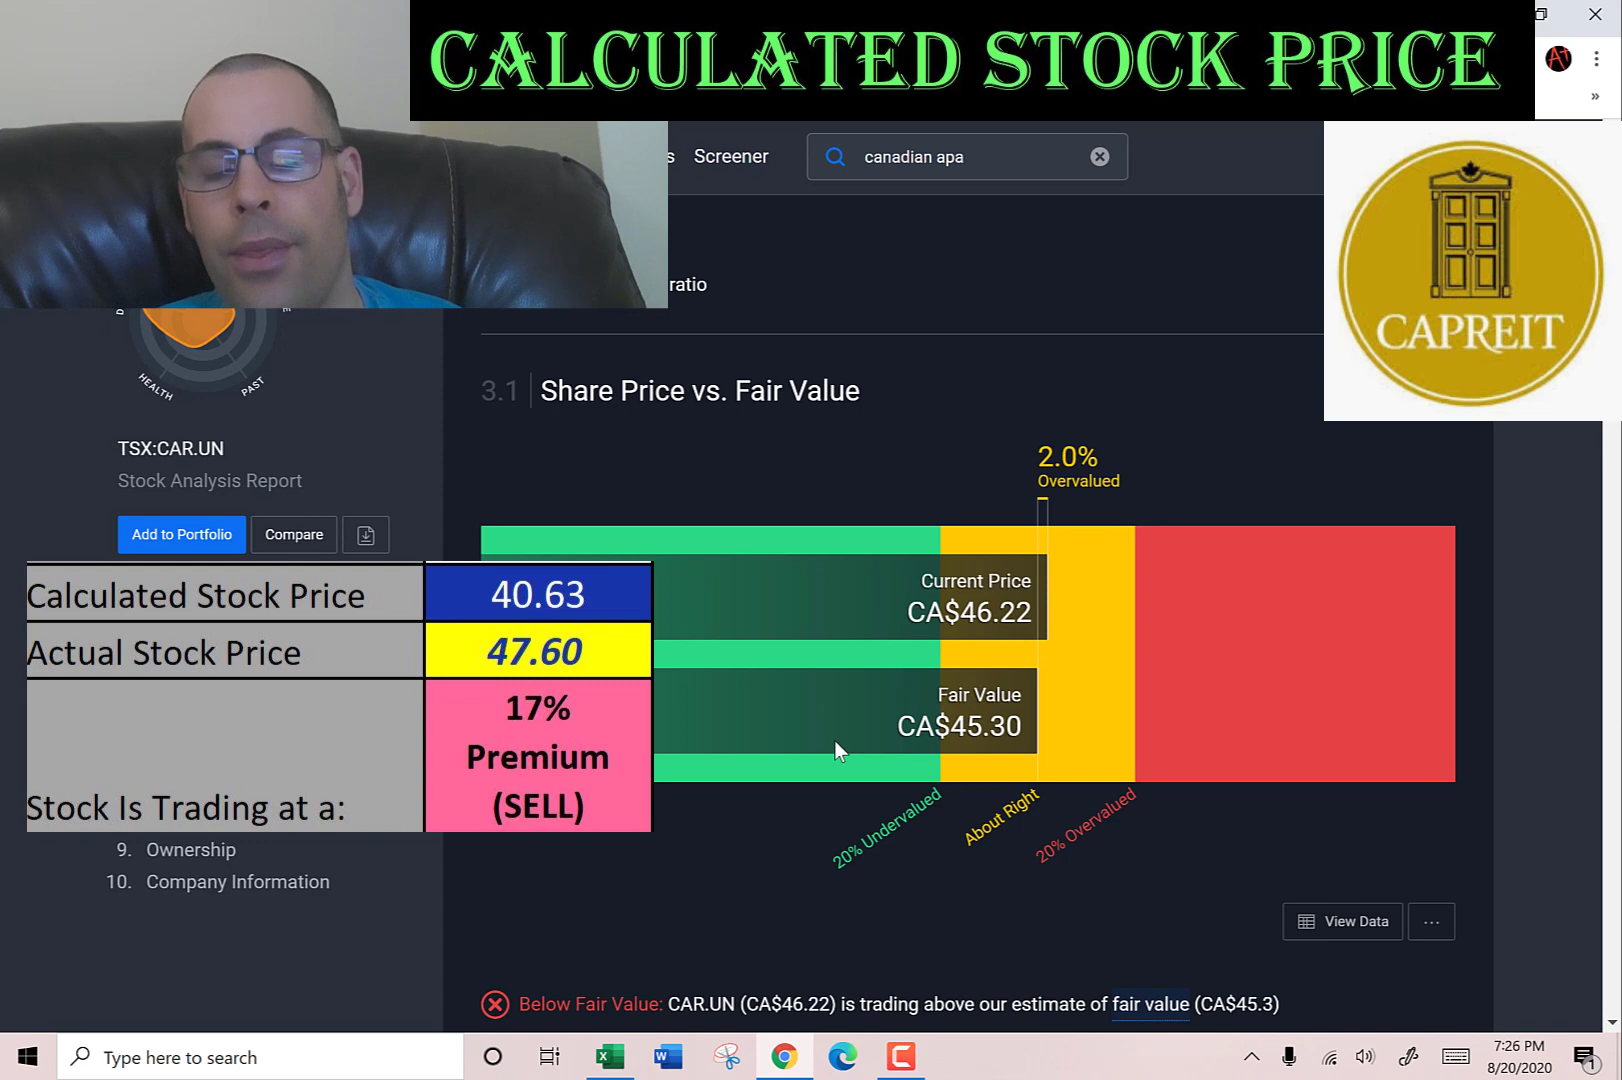 CALCULATED STOCK PRICE
Screener
canadian apa
ratio
CAPREIT
HEALTH
PAST
3.1 Share Price vs. Fair Value
TSX:CAR.UN
Stock Analysis Report
Add to Portfolio
Compare
2.0%
Overvalued
Current Price
CA$46.22
Fair Value
CA$45.30
20% Undervalued
About Right
20% Overvalued
Calculated Stock Price 40.63
Actual Stock Price 47.60
Stock Is Trading at a: 17%
Premium
(SELL)
9. Ownership
10. Company Information
View Data
Below Fair Value: CAR.UN (CA$46.22) is trading above our estimate of fair value (CA$45.3)
Type here to search
7:26 PM
8/20/2020
1